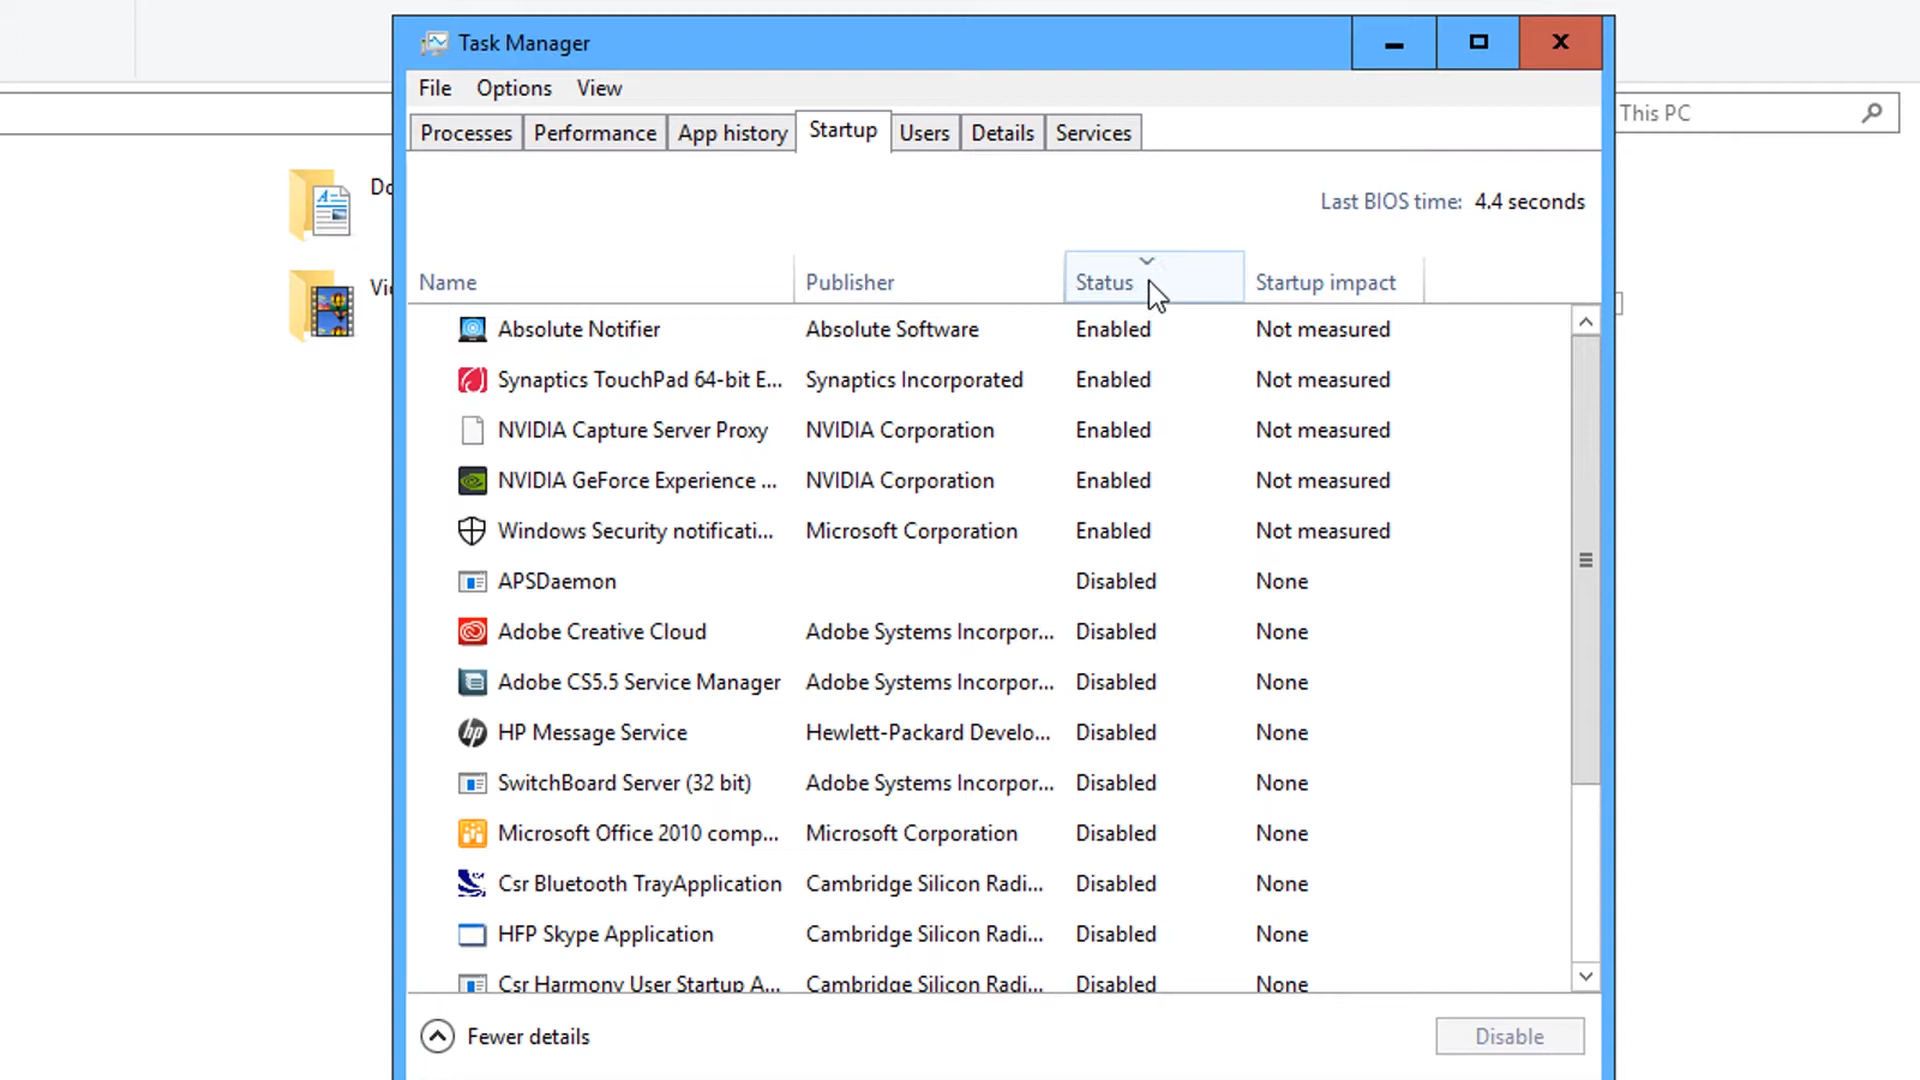 Task Manager
File Options View
Processes Performance App history Startup Users Details Services
This PC
Do
Last BIOS time: 4.4 seconds
Vi
Name Publisher Status Startup impact
Absolute Notifier Absolute Software Enabled Not measured
Synaptics TouchPad 64-bit E... Synaptics Incorporated Enabled Not measured
NVIDIA Capture Server Proxy NVIDIA Corporation Enabled Not measured
NVIDIA GeForce Experience ... NVIDIA Corporation Enabled Not measured
Windows Security notificati... Microsoft Corporation Enabled Not measured
APSDaemon Disabled None
Adobe Creative Cloud Adobe Systems Incorpor... Disabled None
Adobe CS5.5 Service Manager Adobe Systems Incorpor... Disabled None
HP Message Service Hewlett-Packard Develo... Disabled None
SwitchBoard Server (32 bit) Adobe Systems Incorpor... Disabled None
Microsoft Office 2010 comp... Microsoft Corporation Disabled None
Csr Bluetooth TrayApplication Cambridge Silicon Radi... Disabled None
HFP Skype Application Cambridge Silicon Radi... Disabled None
Csr Harmony User Startup A... Cambridge Silicon Radi... Disabled None
Fewer details Disable